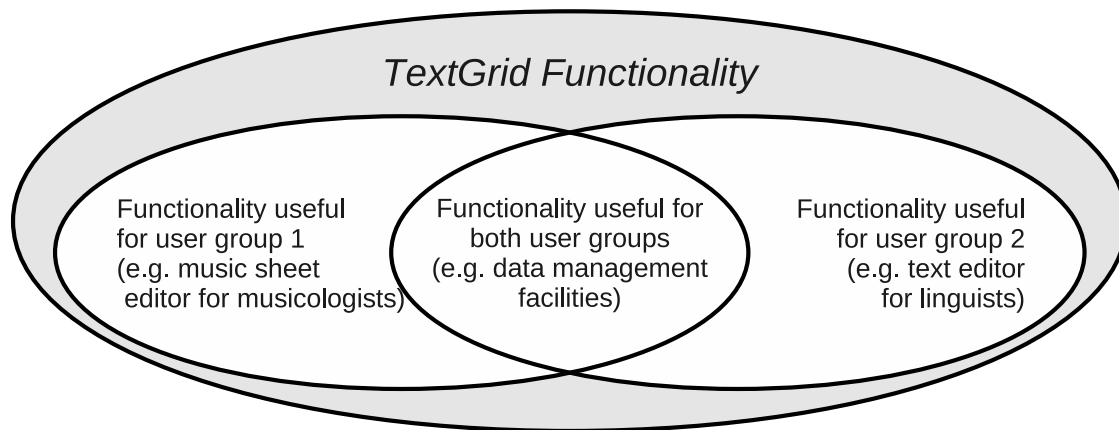 TextGrid Functionality
Functionality useful
for user group 1
(e.g. music sheet
editor for musicologists)
Functionality useful for
both user groups
(e.g. data management
facilities)
Functionality useful
for user group 2
(e.g. text editor
for linguists)